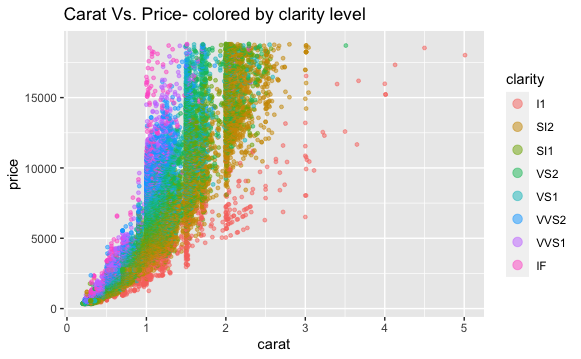 Carat Vs. Price- colored by clarity level
price
15000
10000
5000
0
0
1
2
3
4
5
carat
clarity
I1
SI2
SI1
VS2
VS1
VVS2
VVS1
IF